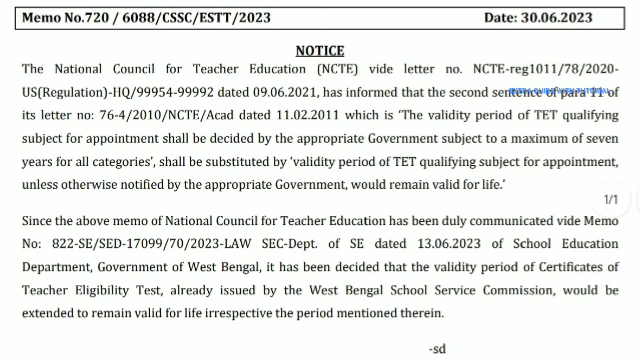 Memo No.720 / 6088/CSSC/ESTT/2023 Date: 30.06.2023
NOTICE
The National Council for Teacher Education (NCTE) vide letter no. NCTE-reg1011/78/2020-
US(Regulation)-HQ/99954-99992 dated 09.06.2021, has informed that the second sentence of para 11 of
its letter no: 76-4/2010/NCTE/Acad dated 11.02.2011 which is 'The validity period of TET qualifying
subject for appointment shall be decided by the appropriate Government subject to a maximum of seven
years for all categories', shall be substituted by 'validity period of TET qualifying subject for appointment,
unless otherwise notified by the appropriate Government, would remain valid for life.'
1/1
Since the above memo of National Council for Teacher Education has been duly communicated vide Memo
No: 822-SE/SED-17099/70/2023-LAW SEC-Dept. of SE dated 13.06.2023 of School Education
Department, Government of West Bengal, it has been decided that the validity period of Certificates of
Teacher Eligibility Test, already issued by the West Bengal School Service Commission, would be
extended to remain valid for life irrespective the period mentioned therein.
-sd